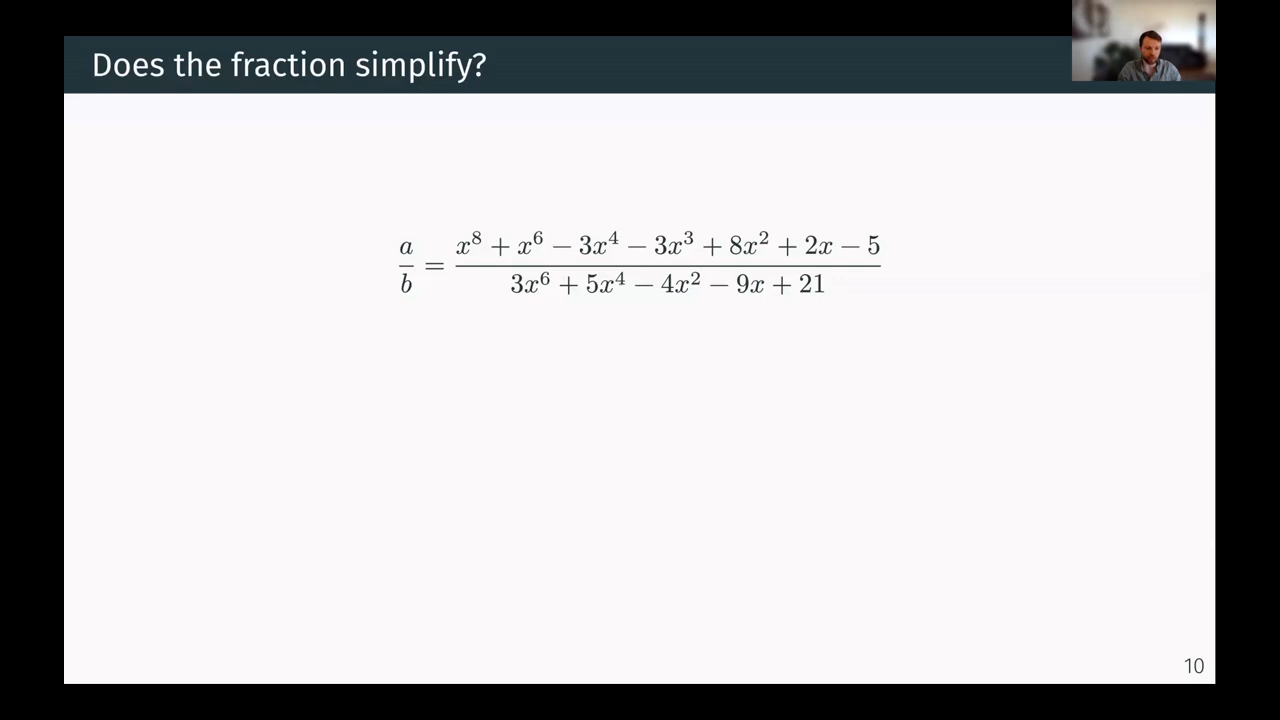 Does the fraction simplify?
a/b = (x⁸ + x⁶ − 3x⁴ − 3x³ + 8x² + 2x − 5)/(3x⁶ + 5x⁴ − 4x² − 9x + 21)
10